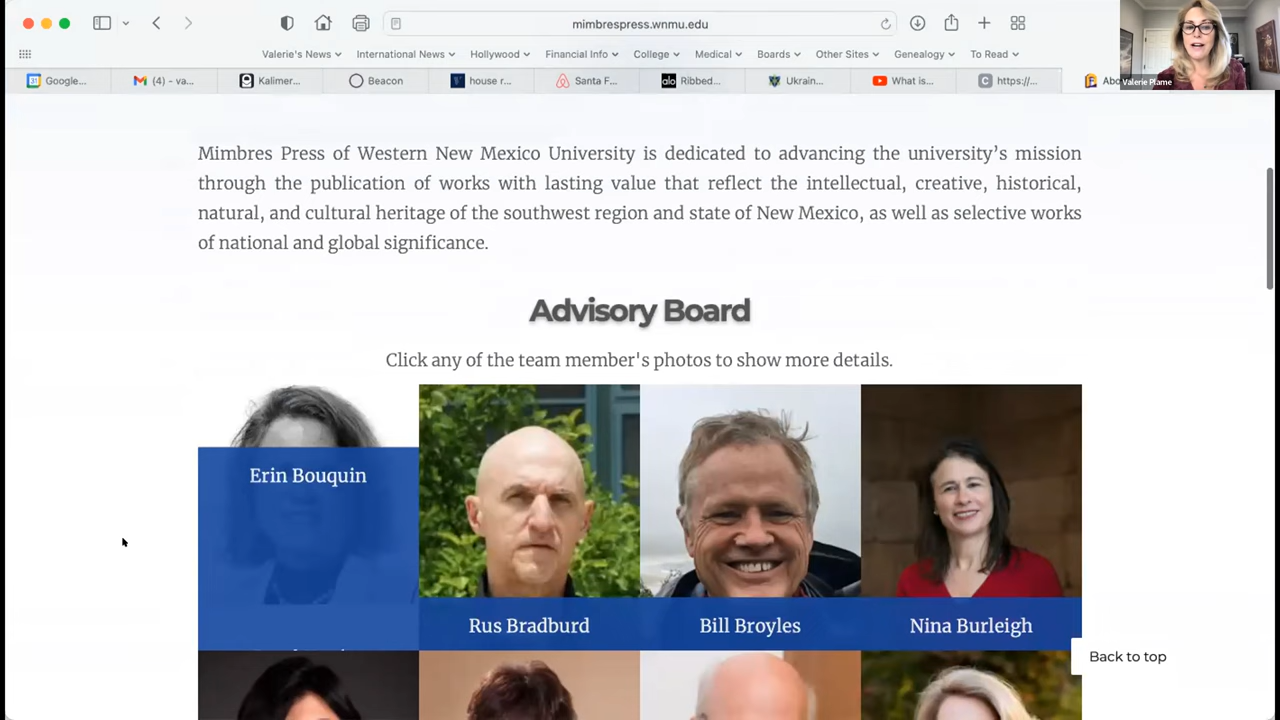 mimbrespress.wnmu.edu
Valerie's News International News Hollywood Financial Info College Medical Boards Other Sites Genealogy To Read
Google... (4) - va... Kalimer... Beacon house r... Santa F... alo Ribbed... Ukrain... What is... https://... Abo
Valerie Plame
Mimbres Press of Western New Mexico University is dedicated to advancing the university's mission
through the publication of works with lasting value that reflect the intellectual, creative, historical,
natural, and cultural heritage of the southwest region and state of New Mexico, as well as selective works
of national and global significance.
Advisory Board
Click any of the team member's photos to show more details.
Erin Bouquin
Rus Bradburd
Bill Broyles
Nina Burleigh
Back to top